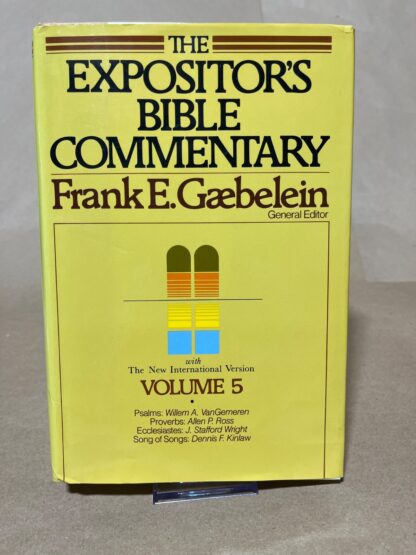 THE
EXPOSITOR'S
BIBLE
COMMENTARY
Frank E. Gæbelein
General Editor
with
The New International Version
VOLUME 5
•
Psalms: Willem A. VanGemeren
Proverbs: Allen P. Ross
Ecclesiastes: J. Stafford Wright
Song of Songs: Dennis F. Kinlaw